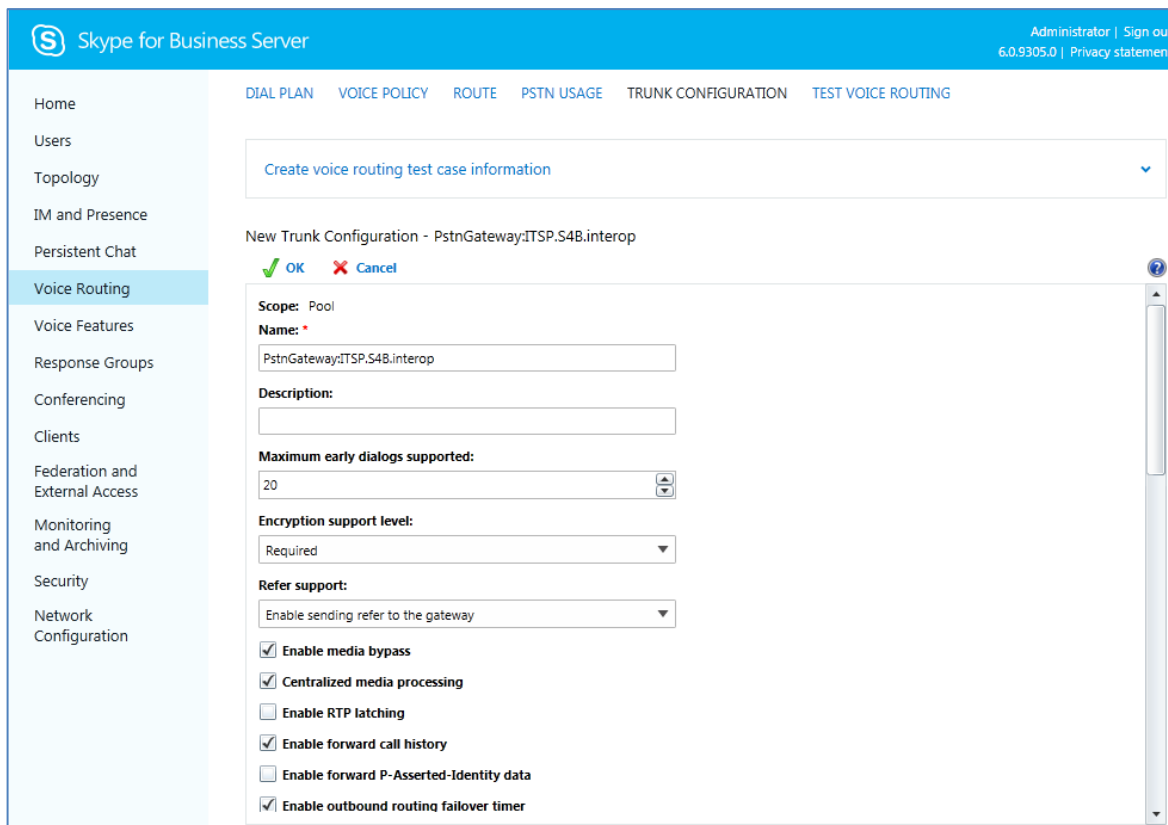 Skype for Business Server
Administrator | Sign ou
6.0.9305.0 | Privacy statemen
Home
Users
Topology
IM and Presence
Persistent Chat
Voice Routing
Voice Features
Response Groups
Conferencing
Clients
Federation and
External Access
Monitoring
and Archiving
Security
Network
Configuration
DIAL PLAN VOICE POLICY ROUTE PSTN USAGE TRUNK CONFIGURATION TEST VOICE ROUTING
Create voice routing test case information
New Trunk Configuration - PstnGateway:ITSP.S4B.interop
OK Cancel
Scope: Pool
Name: *
PstnGateway:ITSP.S4B.interop
Description:
Maximum early dialogs supported:
20
Encryption support level:
Required
Refer support:
Enable sending refer to the gateway
Enable media bypass
Centralized media processing
Enable RTP latching
Enable forward call history
Enable forward P-Asserted-Identity data
Enable outbound routing failover timer